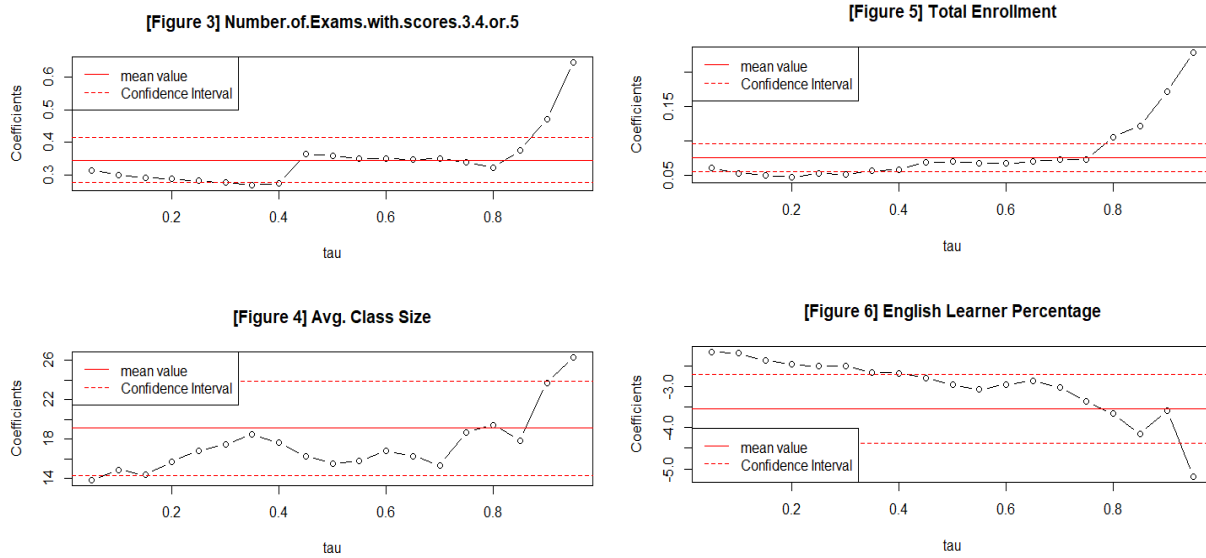 [Figure 3] Number.of.Exams.with.scores.3.4.or.5
mean value
Confidence Interval
Coefficients
0.6
0.5
0.4
0.3
0.2 0.4 0.6 0.8
tau
[Figure 5] Total Enrollment
mean value
Confidence Interval
Coefficients
0.15
0.05
0.2 0.4 0.6 0.8
tau
[Figure 4] Avg. Class Size
mean value
Confidence Interval
Coefficients
26
22
18
14
0.2 0.4 0.6 0.8
tau
[Figure 6] English Learner Percentage
Coefficients
-3.0
-4.0
-5.0
mean value
Confidence Interval
0.2 0.4 0.6 0.8
tau